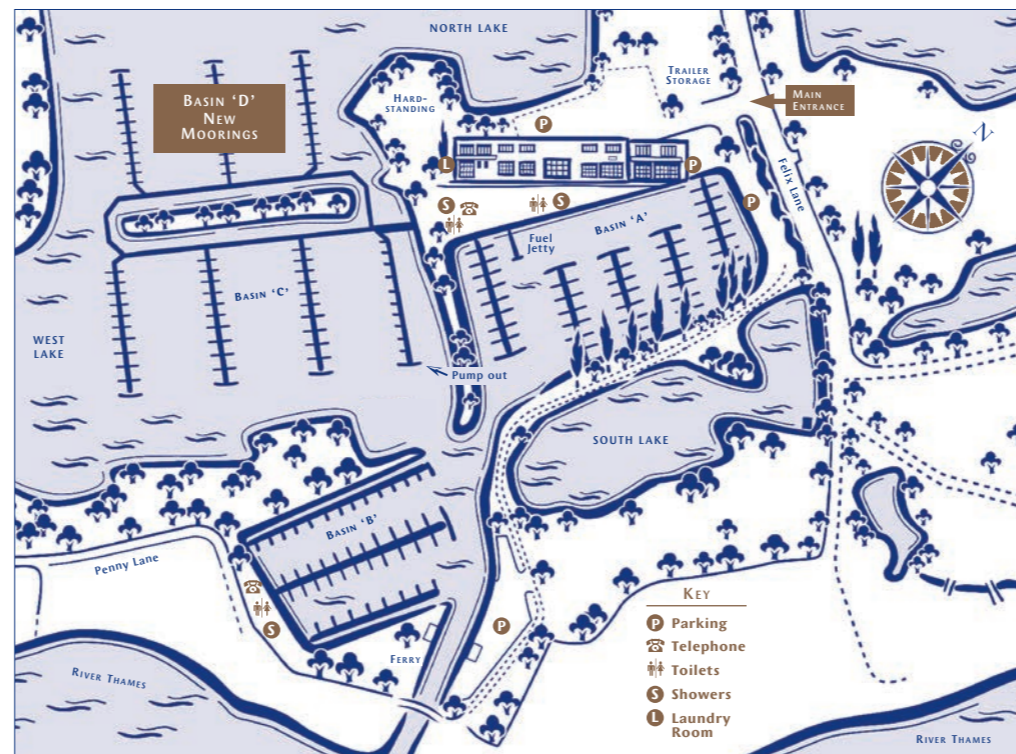 NORTH LAKE
TRAILER
STORAGE
MAIN
ENTRANCE
BASIN 'D'
NEW
MOORINGS
HARD-
STANDING
P
N
L
P
FELIX LANE
S
S
P
FUEL
JETTY
BASIN 'A'
BASIN 'C'
WEST
LAKE
Pump out
SOUTH LAKE
BASIN 'B'
Penny Lane
S
P
FERRY
KEY
P Parking
Telephone
Toilets
S Showers
L Laundry
Room
RIVER THAMES
RIVER THAMES